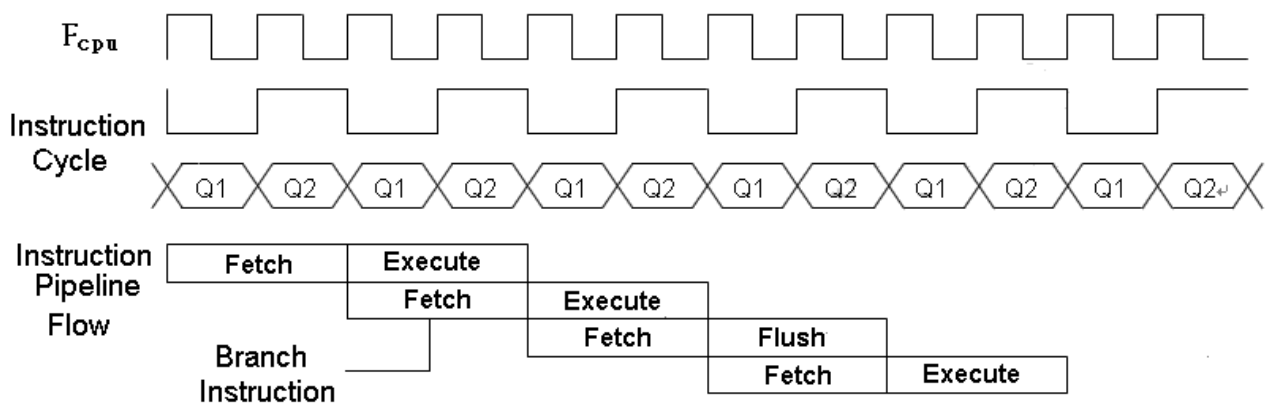 Fcpu
Instruction
Cycle
Q1 Q2 Q1 Q2 Q1 Q2 Q1 Q2 Q1 Q2 Q1 Q2↵
Instruction
Pipeline
Flow
Fetch Execute
Fetch Execute
Fetch Flush
Fetch Execute
Branch
Instruction